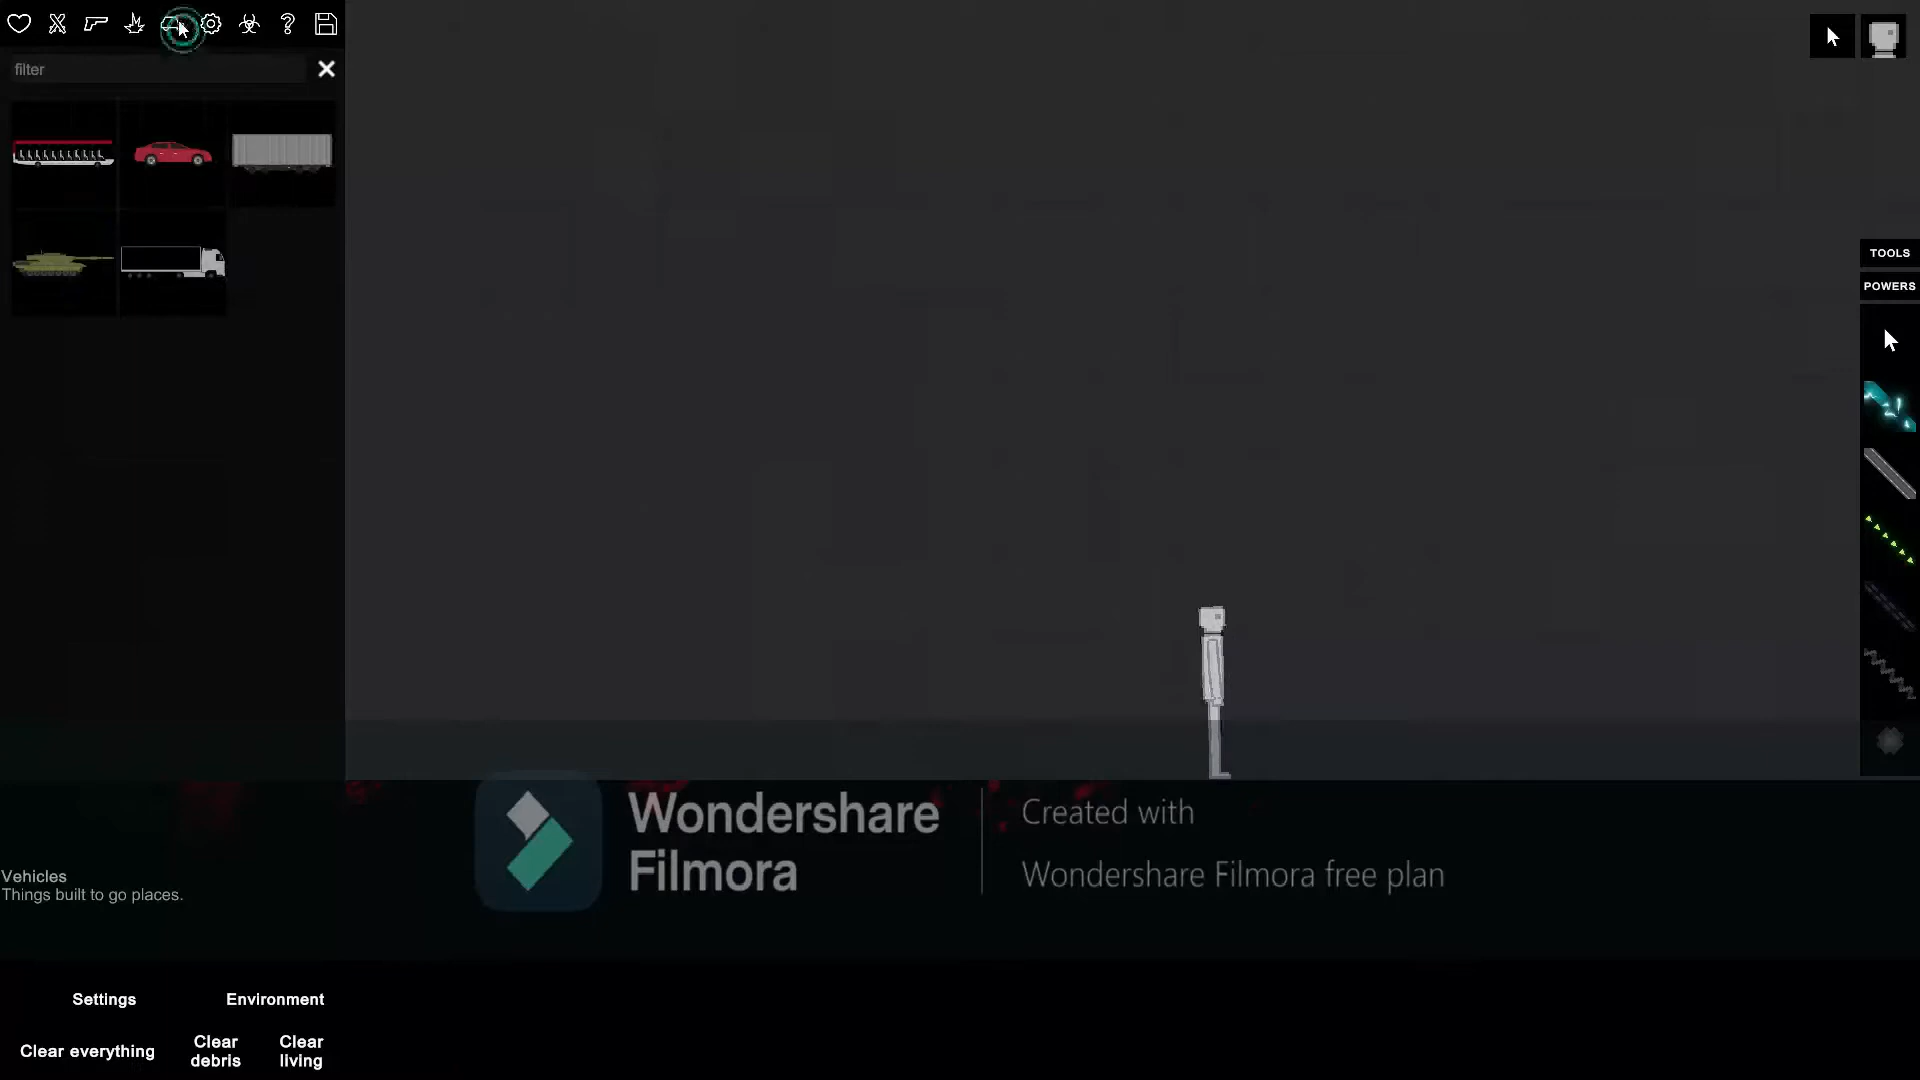 filter
TOOLS
POWERS
Wondershare
Filmora
Created with
Wondershare Filmora free plan
Vehicles
Things built to go places.
Settings
Environment
Clear everything
Clear
debris
Clear
living